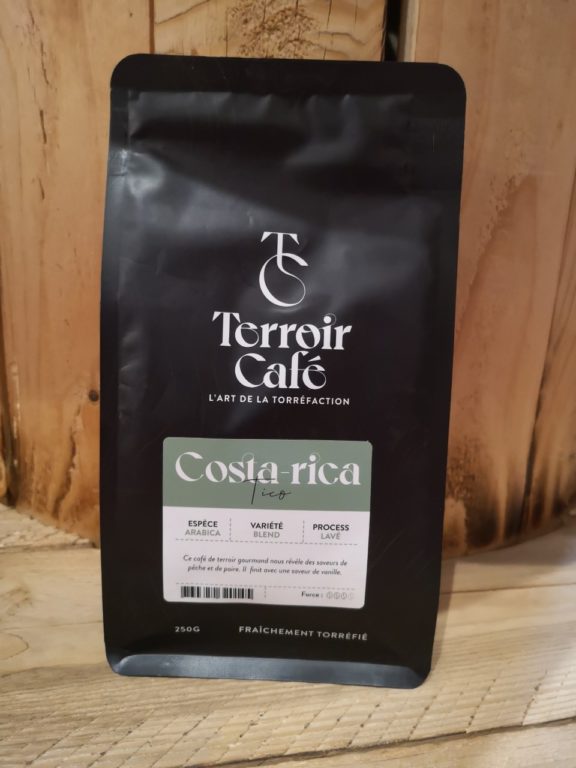 TC
Terroir
Café
L'ART DE LA TORRÉFACTION
Costa-rica
Tico
ESPÈCE VARIÉTÉ PROCESS
ARABICA BLEND LAVÉ
Ce café de terroir gourmand nous révèle des saveurs de
pêche et de poire. Il finit avec une saveur de vanille.
Force :
250G FRAÎCHEMENT TORRÉFIÉ